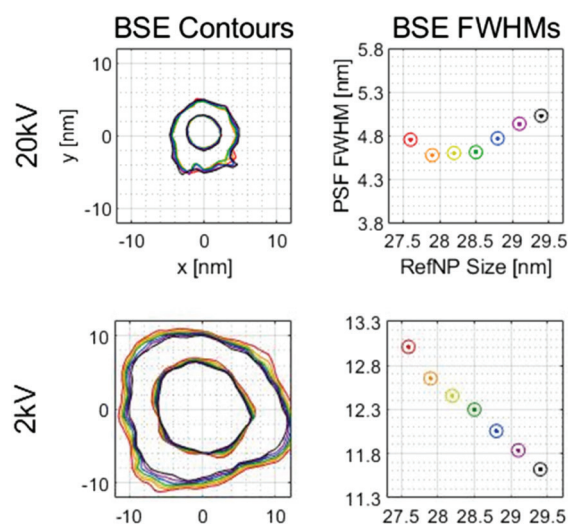 BSE Contours BSE FWHMs
20kV
y [nm]
10
0
-10
-10 0 10
x [nm]
PSF FWHM [nm]
5.8
5.3
4.8
4.3
3.8
27.5 28 28.5 29 29.5
RefNP Size [nm]
2kV
10
0
-10
-10 0 10
13.3
12.8
12.3
11.8
11.3
27.5 28 28.5 29 29.5